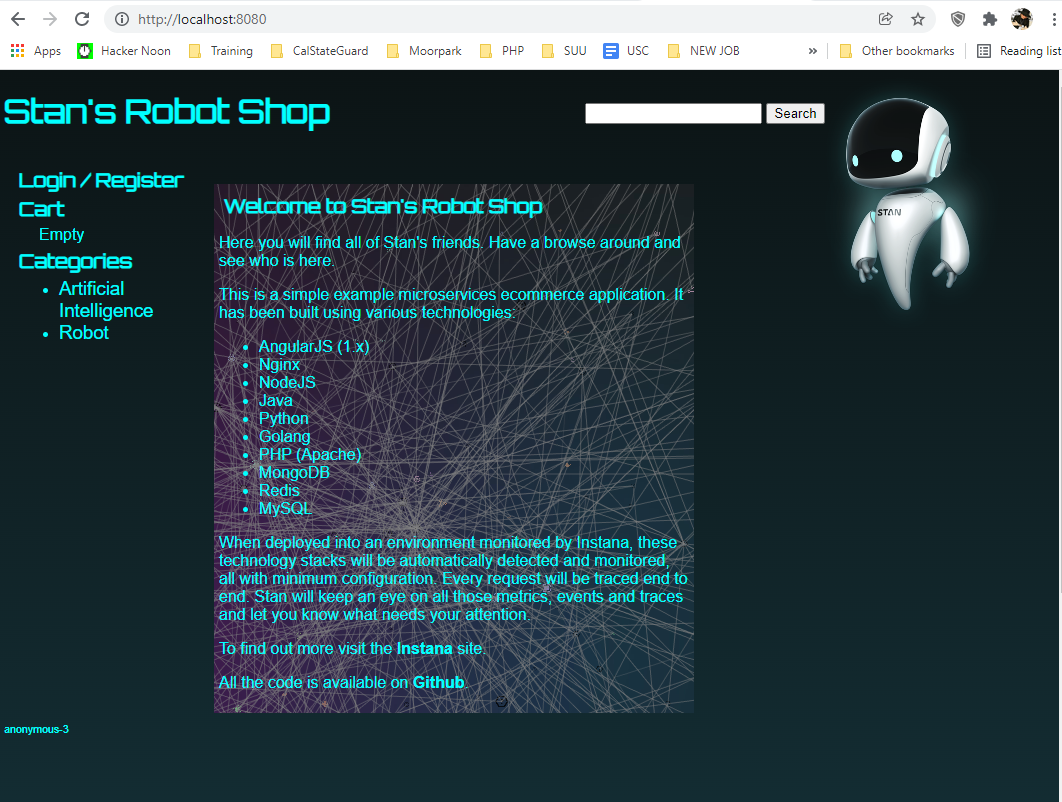 http://localhost:8080
Apps
Hacker Noon
Training
CalStateGuard
Moorpark
PHP
SUU
USC
NEW JOB
»
Other bookmarks
Reading list
Stan's Robot Shop
Search
STAN
Login / Register
Cart
Empty
Categories
• Artificial
Intelligence
• Robot
Welcome to Stan's Robot Shop
Here you will find all of Stan's friends. Have a browse around and
see who is here.
This is a simple example microservices ecommerce application. It
has been built using various technologies:
• AngularJS (1.x)
• Nginx
• NodeJS
• Java
• Python
• Golang
• PHP (Apache)
• MongoDB
• Redis
• MySQL
When deployed into an environment monitored by Instana, these
technology stacks will be automatically detected and monitored,
all with minimum configuration. Every request will be traced end to
end. Stan will keep an eye on all those metrics, events and traces
and let you know what needs your attention.
To find out more visit the Instana site.
All the code is available on Github.
anonymous-3